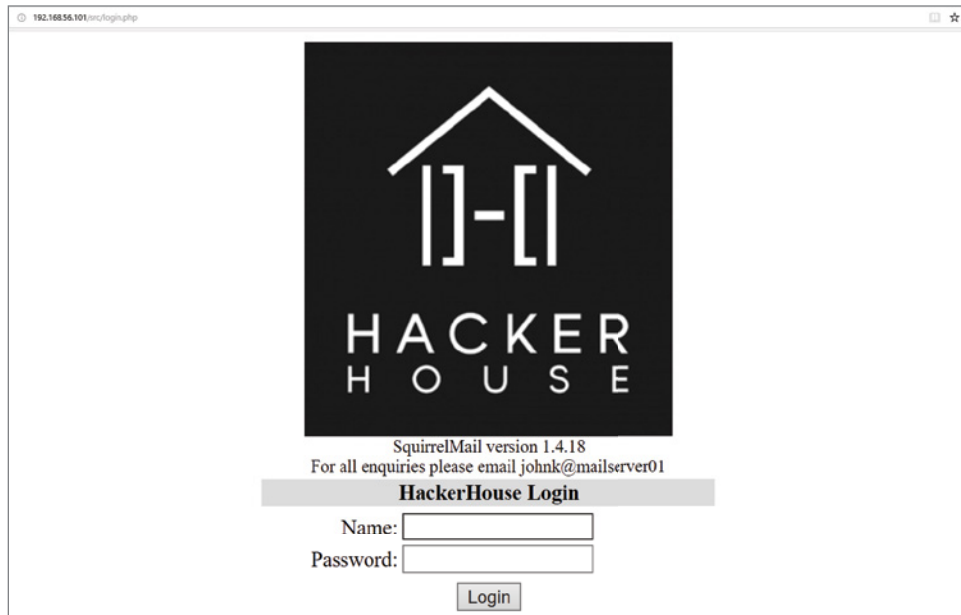 192.168.56.101/src/login.php
HACKER
HOUSE
SquirrelMail version 1.4.18
For all enquiries please email johnk@mailserver01
HackerHouse Login
Name:
Password:
Login